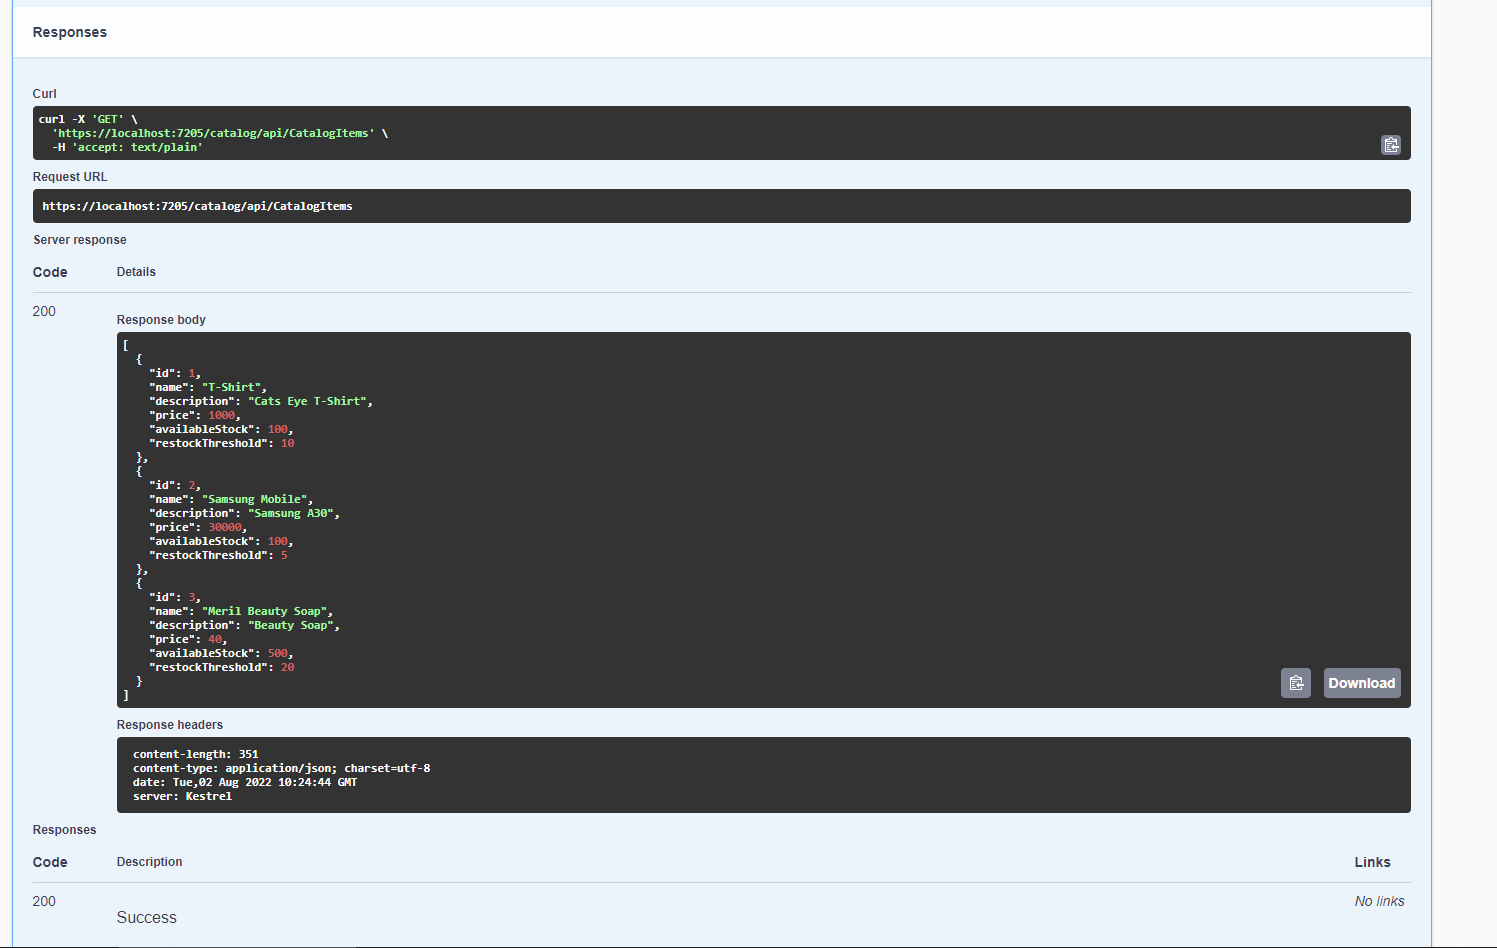 Responses
Curl
curl -X 'GET' \
  'https://localhost:7205/catalog/api/CatalogItems' \
  -H 'accept: text/plain'
Request URL
https://localhost:7205/catalog/api/CatalogItems
Server response
Code Details
200
Response body
[
  {
    "id": 1,
    "name": "T-Shirt",
    "description": "Cats Eye T-Shirt",
    "price": 1000,
    "availableStock": 100,
    "restockThreshold": 10
  },
  {
    "id": 2,
    "name": "Samsung Mobile",
    "description": "Samsung A30",
    "price": 30000,
    "availableStock": 100,
    "restockThreshold": 5
  },
  {
    "id": 3,
    "name": "Meril Beauty Soap",
    "description": "Beauty Soap",
    "price": 40,
    "availableStock": 500,
    "restockThreshold": 20
  }
]
Download
Response headers
content-length: 351
content-type: application/json; charset=utf-8
date: Tue,02 Aug 2022 10:24:44 GMT
server: Kestrel
Responses
Code Description Links
200 No links
Success